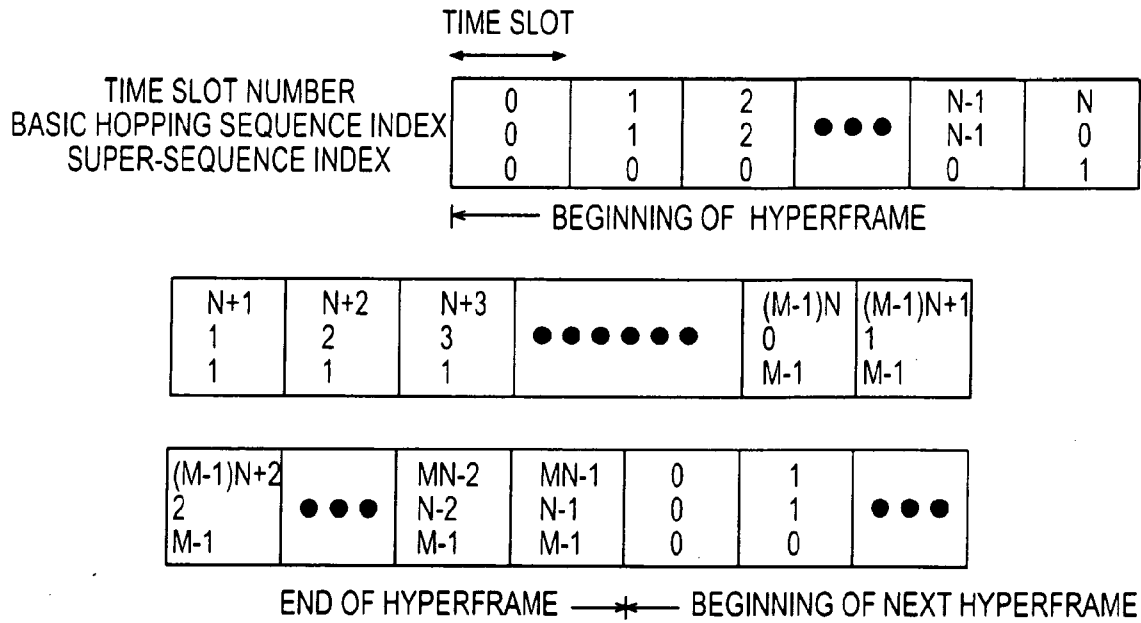 TIME SLOT
TIME SLOT NUMBER 0 1 2 ●●● N-1 N
BASIC HOPPING SEQUENCE INDEX 0 1 2 N-1 0
SUPER-SEQUENCE INDEX 0 0 0 0 1
BEGINNING OF HYPERFRAME
N+1 N+2 N+3 ●●●●●● (M-1)N (M-1)N+1
1 2 3 0 1
1 1 1 M-1 M-1
(M-1)N+2 ●●● MN-2 MN-1 0 1 ●●●
2 N-2 N-1 0 1
M-1 M-1 M-1 0 0
END OF HYPERFRAME BEGINNING OF NEXT HYPERFRAME